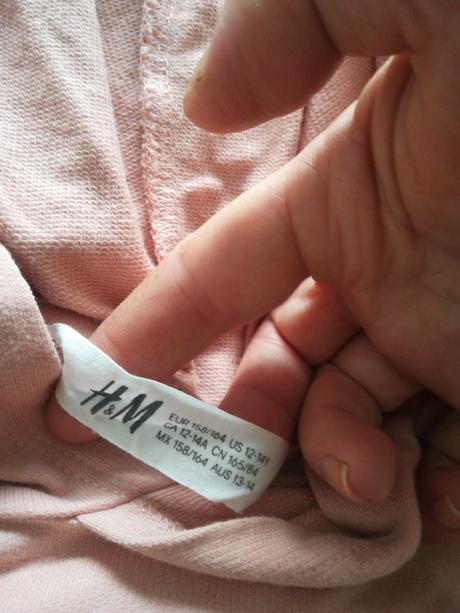 H&M
EUR 158/164 US 12-14Y
CA 12-14A CN 165/84
MX 158/164 AUS 13-14